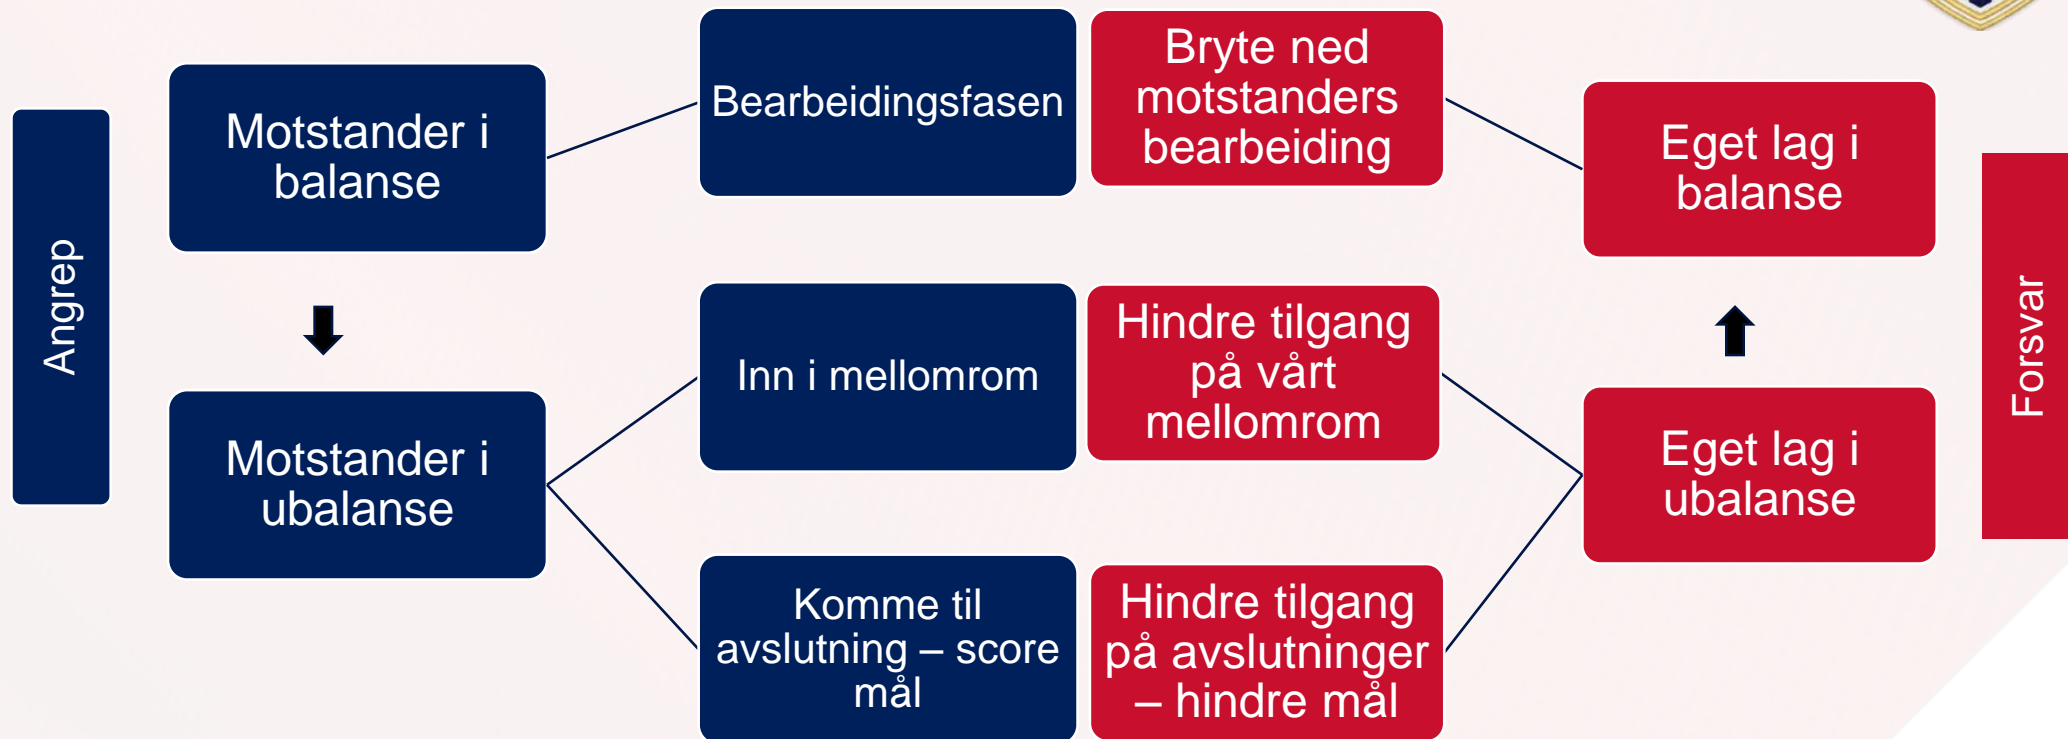 Angrep
Motstander i
balanse
Motstander i
ubalanse
Bearbeidingsfasen
Inn i mellomrom
Komme til
avslutning – score
mål
Bryte ned
motstanders
bearbeiding
Hindre tilgang
på vårt
mellomrom
Hindre tilgang
på avslutninger
– hindre mål
Eget lag i
balanse
Eget lag i
ubalanse
Forsvar